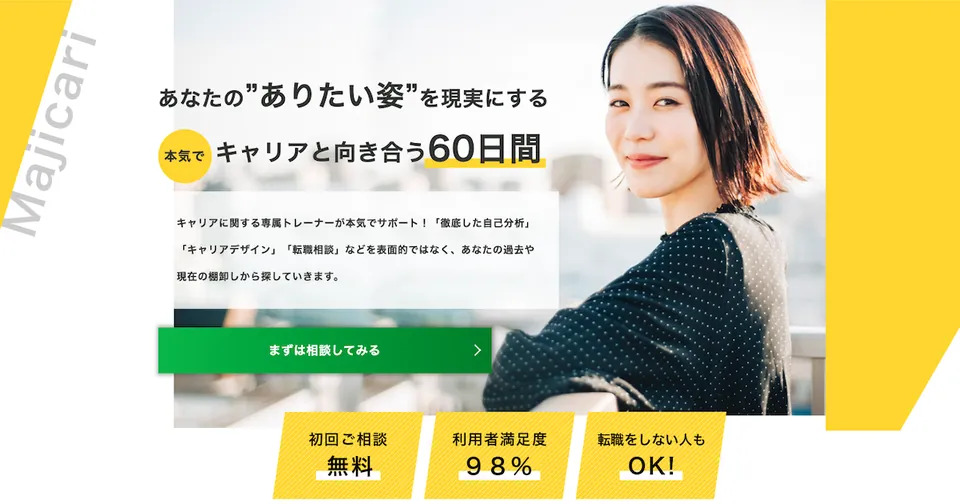 Majicari
あなたの”ありたい姿”を現実にする
本気で キャリアと向き合う60日間
キャリアに関する専属トレーナーが本気でサポート！「徹底した自己分析」
「キャリアデザイン」「転職相談」などを表面的ではなく、あなたの過去や
現在の棚卸しから探していきます。
まずは相談してみる
初回ご相談
無料
利用者満足度
９８%
転職をしない人も
OK!